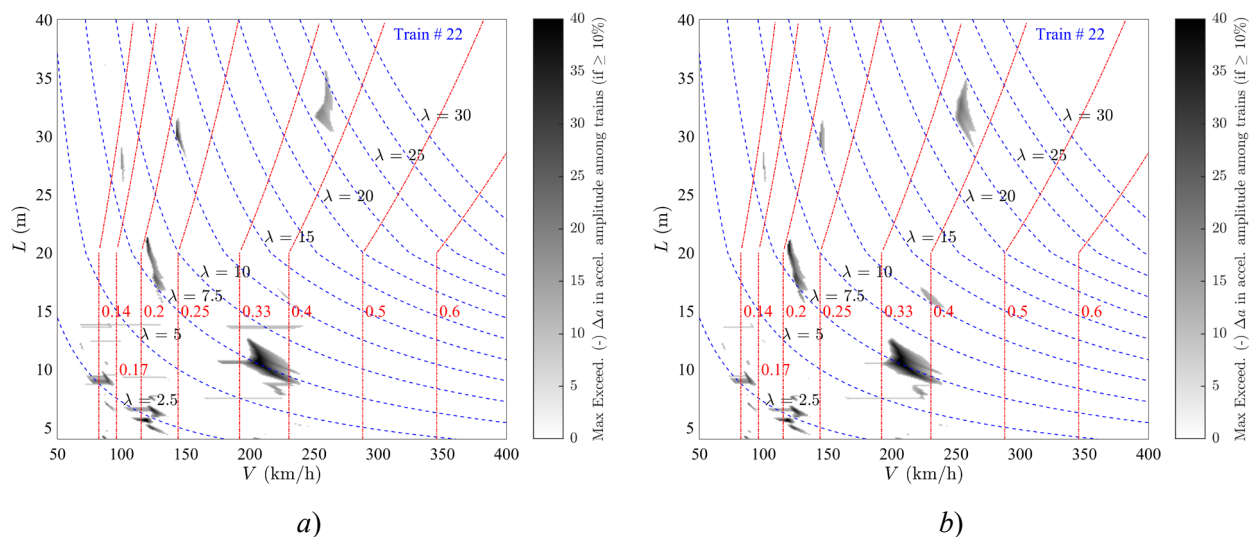 Train # 22
λ = 30
λ = 25
λ = 20
λ = 15
λ = 10
λ = 7.5
λ = 5
λ = 2.5
0.14
0.2
0.25
0.33
0.4
0.5
0.6
0.17
40
35
30
25
20
15
10
5
L (m)
50 100 150 200 250 300 350 400
V (km/h)
40
35
30
25
20
15
10
5
0
Max Exceed. (-) Δa in accel. amplitude among trains (if ≥ 10%)
a)
Train # 22
λ = 30
λ = 25
λ = 20
λ = 15
λ = 10
λ = 7.5
λ = 5
λ = 2.5
0.14
0.2
0.25
0.33
0.4
0.5
0.6
0.17
40
35
30
25
20
15
10
5
L (m)
50 100 150 200 250 300 350 400
V (km/h)
40
35
30
25
20
15
10
5
0
Max Exceed. (-) Δa in accel. amplitude among trains (if ≥ 10%)
b)